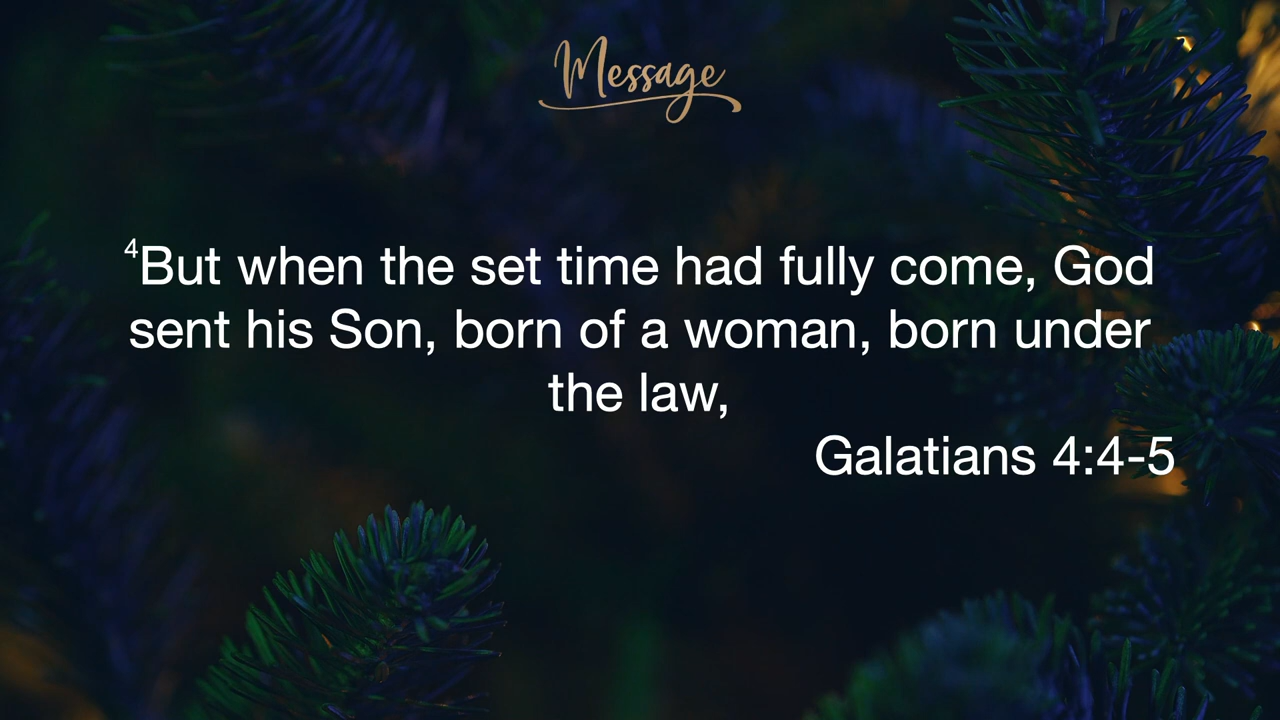 Message
4But when the set time had fully come, God
sent his Son, born of a woman, born under
the law,
Galatians 4:4-5